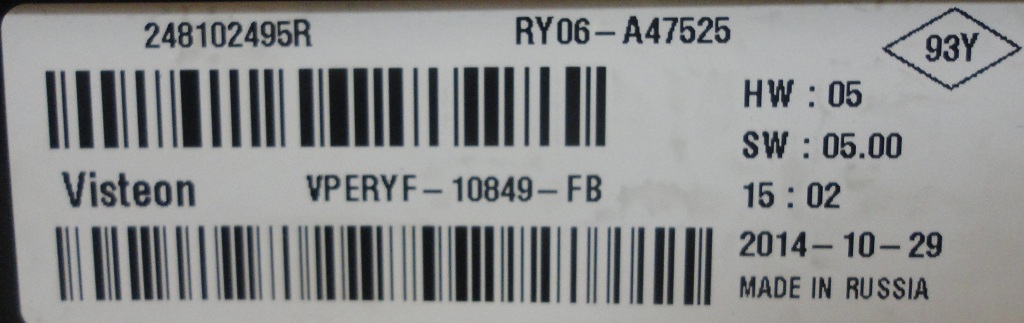 248102495R RY06-A47525
93Y
HW : 05
SW : 05.00
Visteon VPERYF-10849-FB
15 : 02
2014-10-29
MADE IN RUSSIA